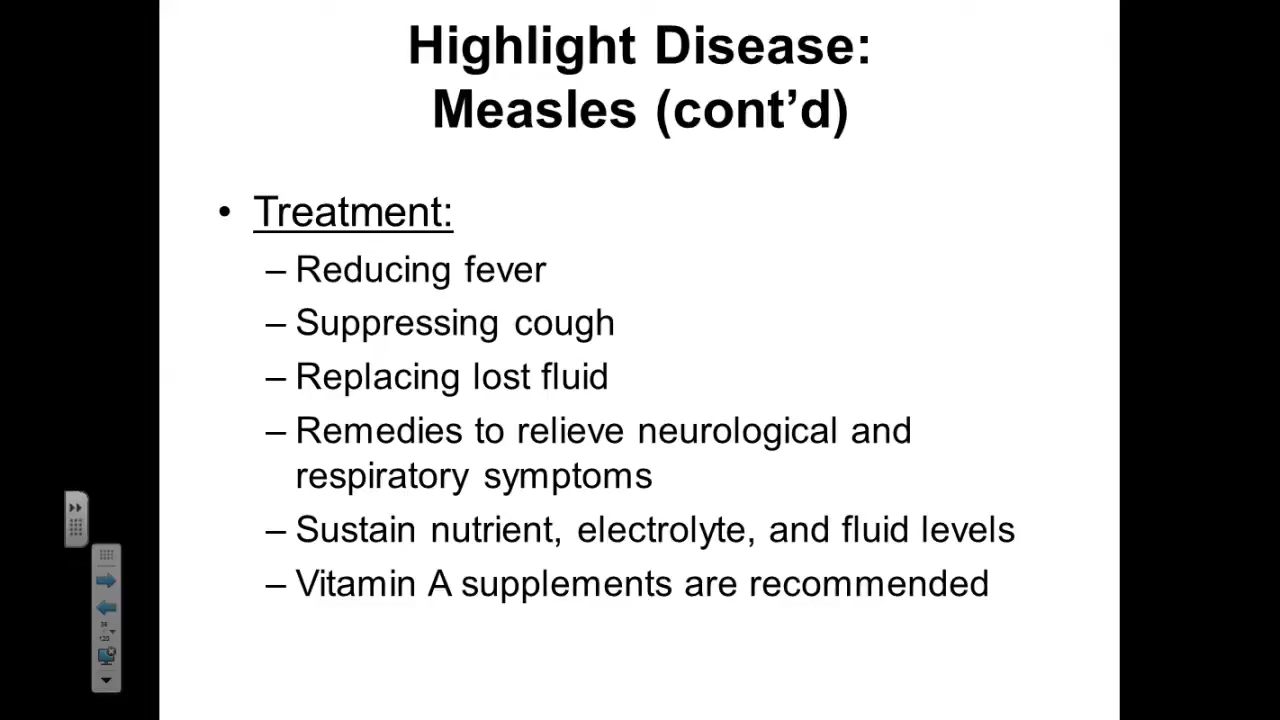 Highlight Disease:
Measles (cont’d)
• Treatment:
– Reducing fever
– Suppressing cough
– Replacing lost fluid
– Remedies to relieve neurological and
respiratory symptoms
– Sustain nutrient, electrolyte, and fluid levels
– Vitamin A supplements are recommended